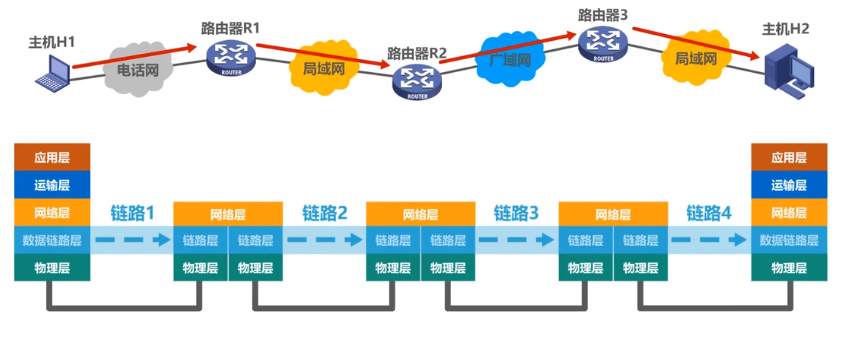 主机H1
电话网
路由器R1
ROUTER
局域网
路由器R2
ROUTER
广域网
路由器3
ROUTER
局域网
主机H2
应用层
运输层
网络层
数据链路层
物理层
链路1
网络层
链路层 链路层
物理层 物理层
链路2
网络层
链路层 链路层
物理层 物理层
链路3
网络层
链路层 链路层
物理层 物理层
链路4
应用层
运输层
网络层
数据链路层
物理层